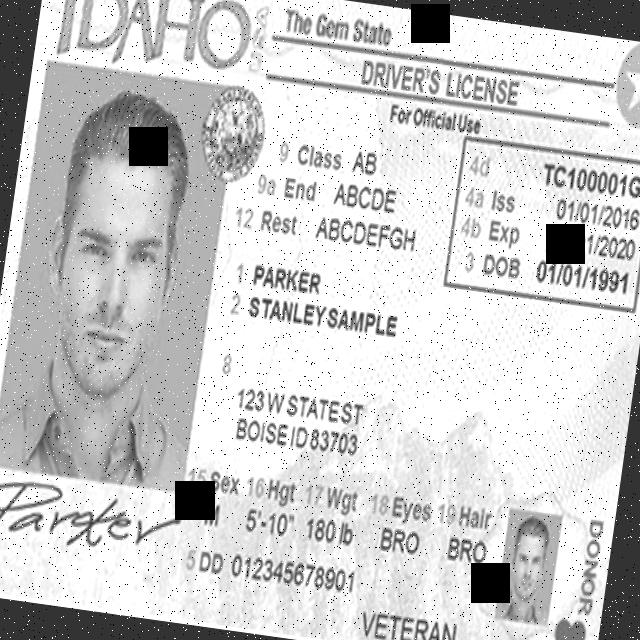 IDAHO
The Gem State
DRIVER'S LICENSE
For Official Use
9 Class AB
9a End ABCDE
12 Rest ABCDEFGH
4d TC100001G
4a Iss 01/01/2016
4b Exp 1/2020
3 DOB 01/01/1991
1 PARKER
2 STANLEY SAMPLE
8
123 W STATE ST
BOISE ID 83703
15 Sex 16 Hgt 17 Wgt 18 Eyes 19 Hair
M 5'-10" 180 lb BRO BRO
5 DD 012345678901
VETERAN
DONOR
Parker